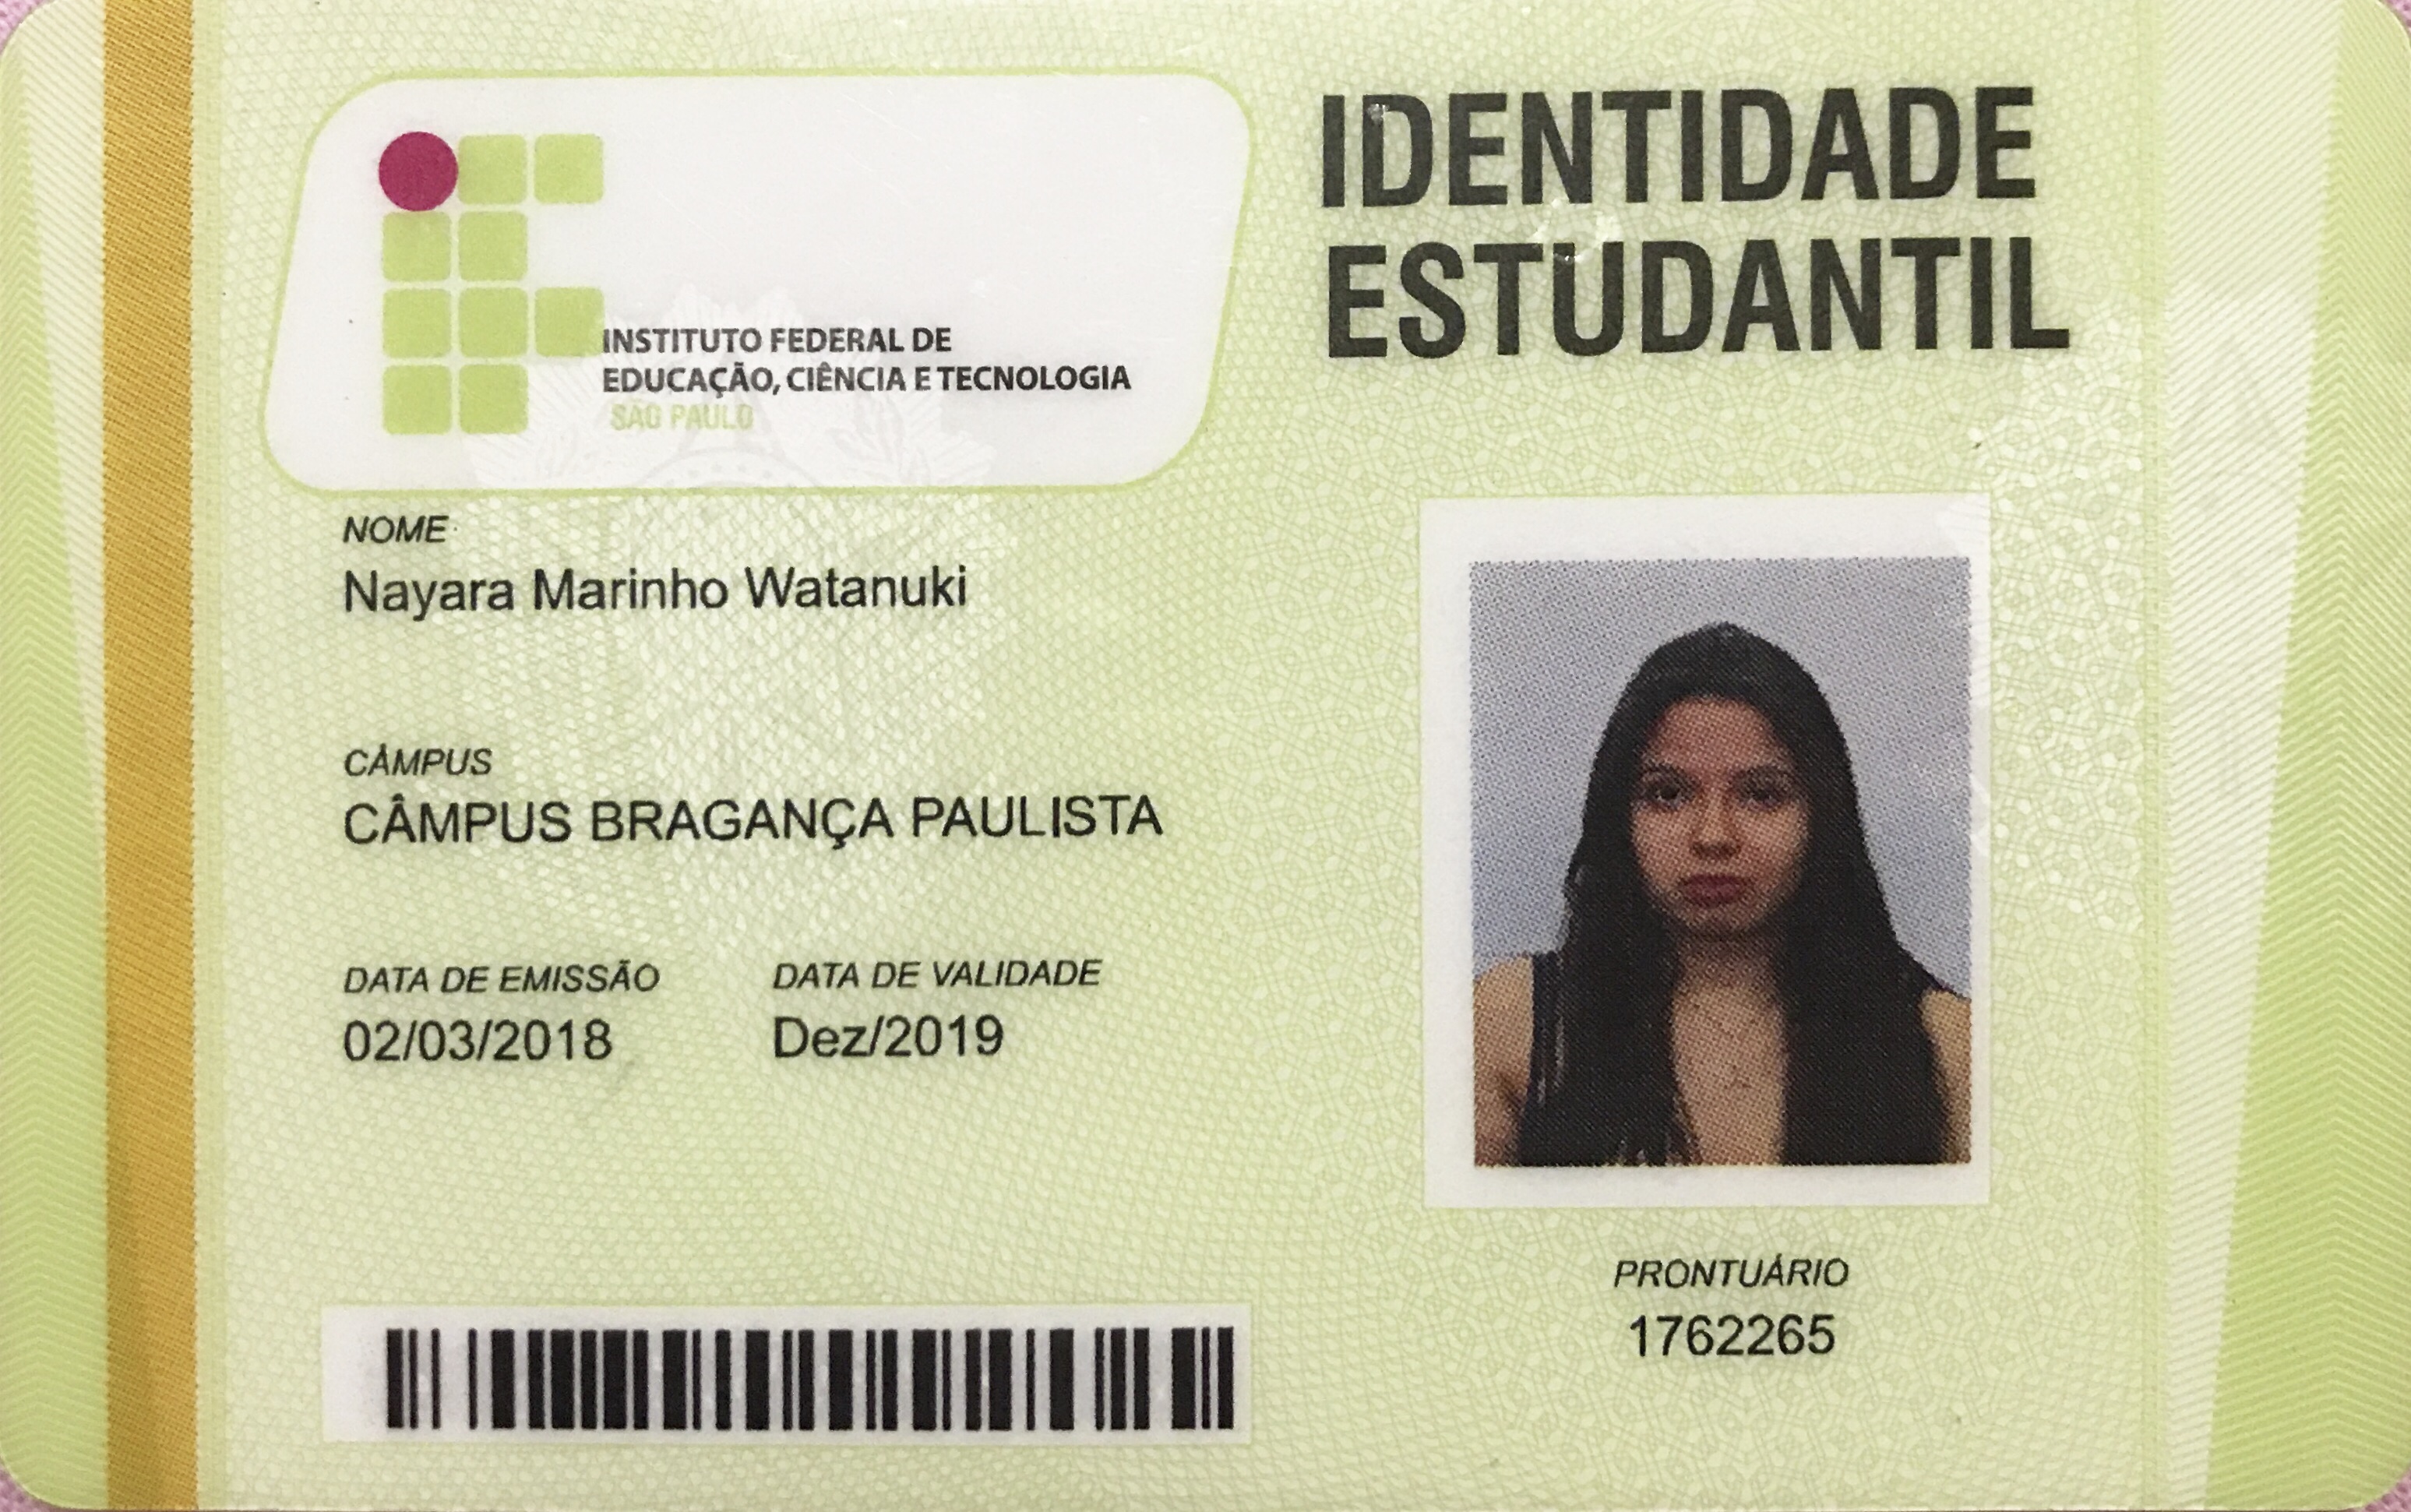 IDENTIDADE
ESTUDANTIL
INSTITUTO FEDERAL DE
EDUCAÇÃO, CIÊNCIA E TECNOLOGIA
SÃO PAULO
NOME
Nayara Marinho Watanuki
CÂMPUS
CÂMPUS BRAGANÇA PAULISTA
DATA DE EMISSÃO DATA DE VALIDADE
02/03/2018 Dez/2019
PRONTUÁRIO
1762265